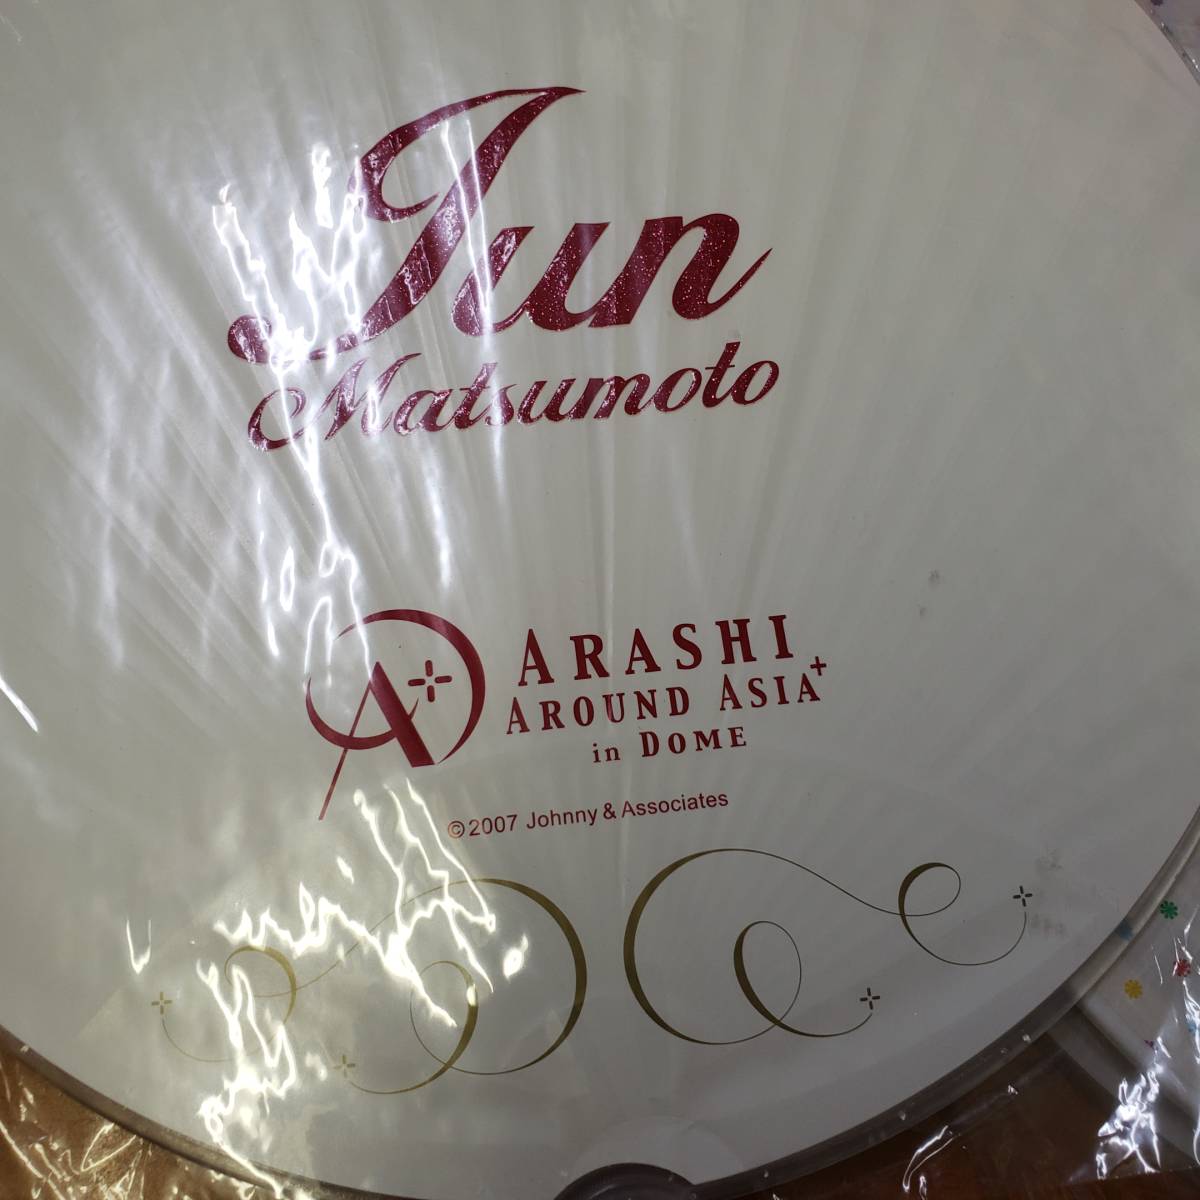 Jun
Matsumoto
ARASHI
AROUND ASIA+
in DOME
©2007 Johnny & Associates